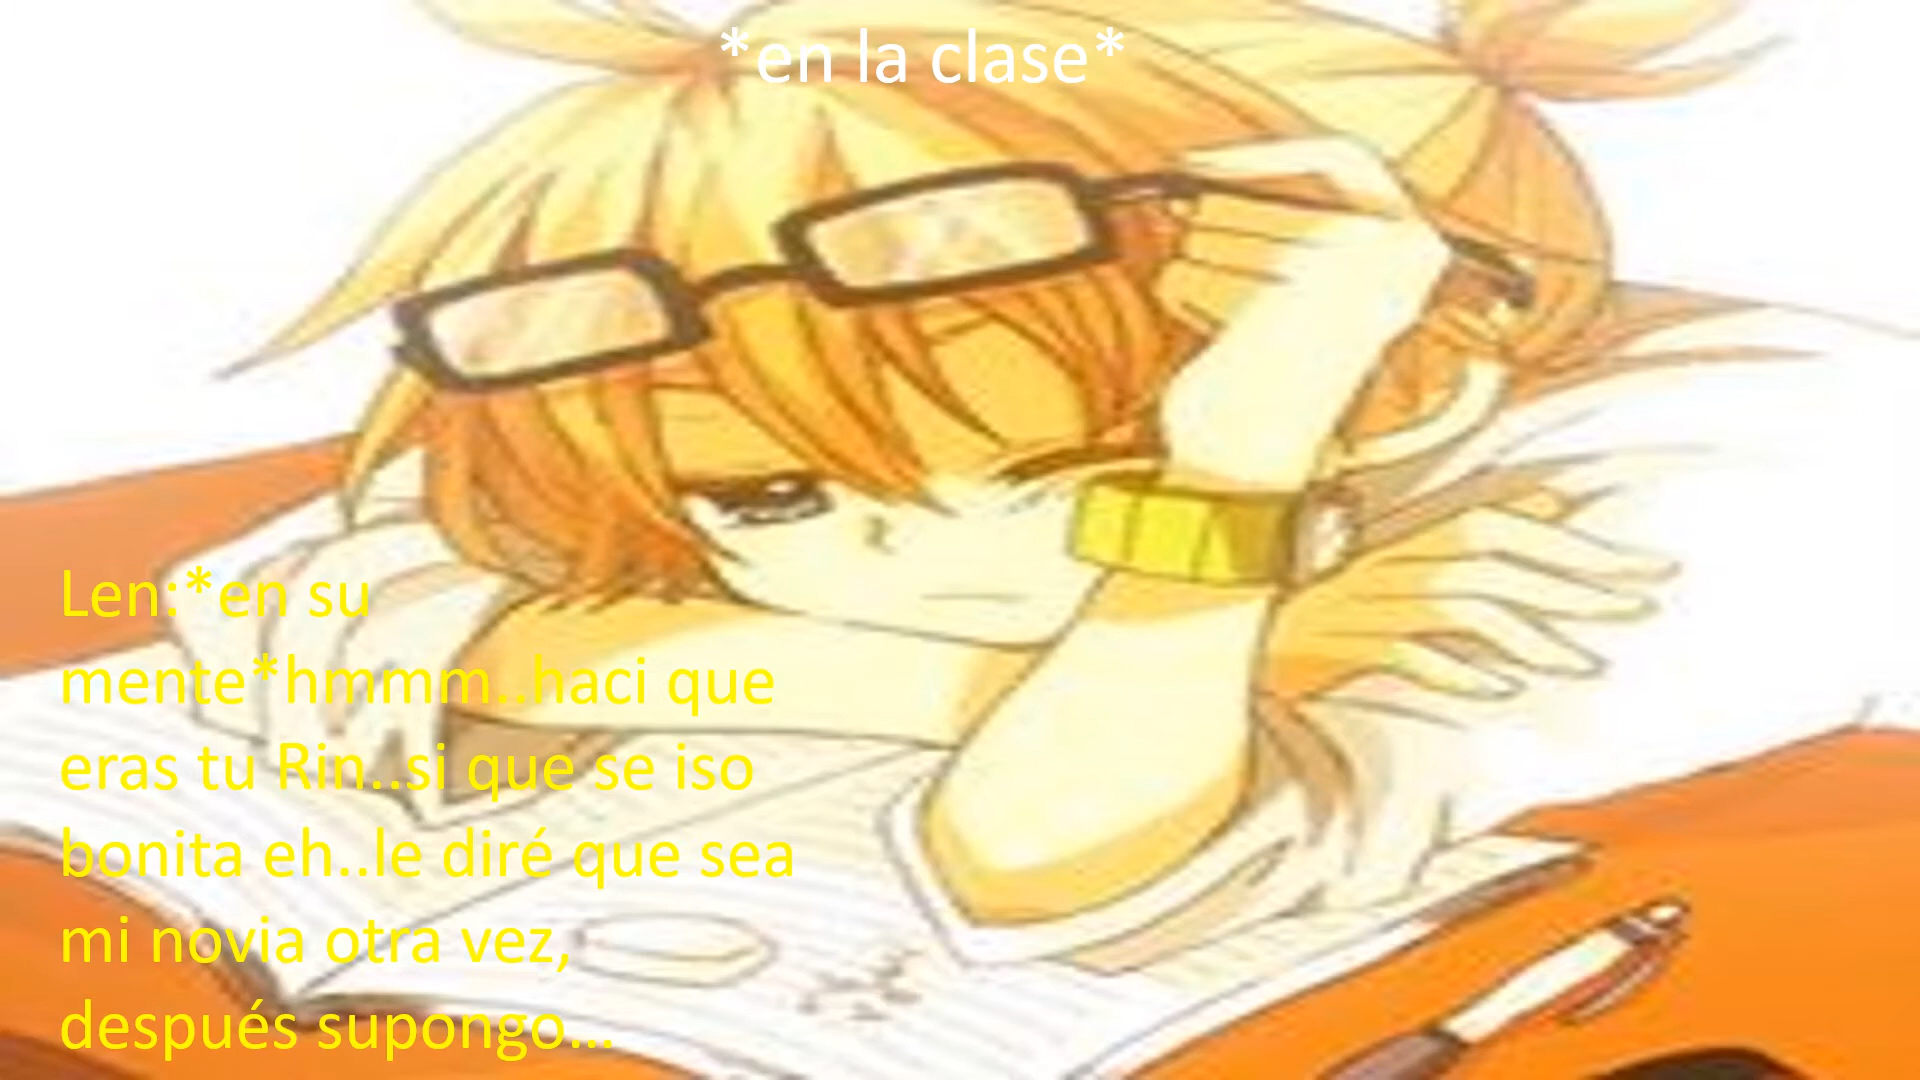 *en la clase*
Len:*en su
mente*hmmm..haci que
eras tu Rin..si que se iso
bonita eh..le diré que sea
mi novia otra vez,
después supongo...